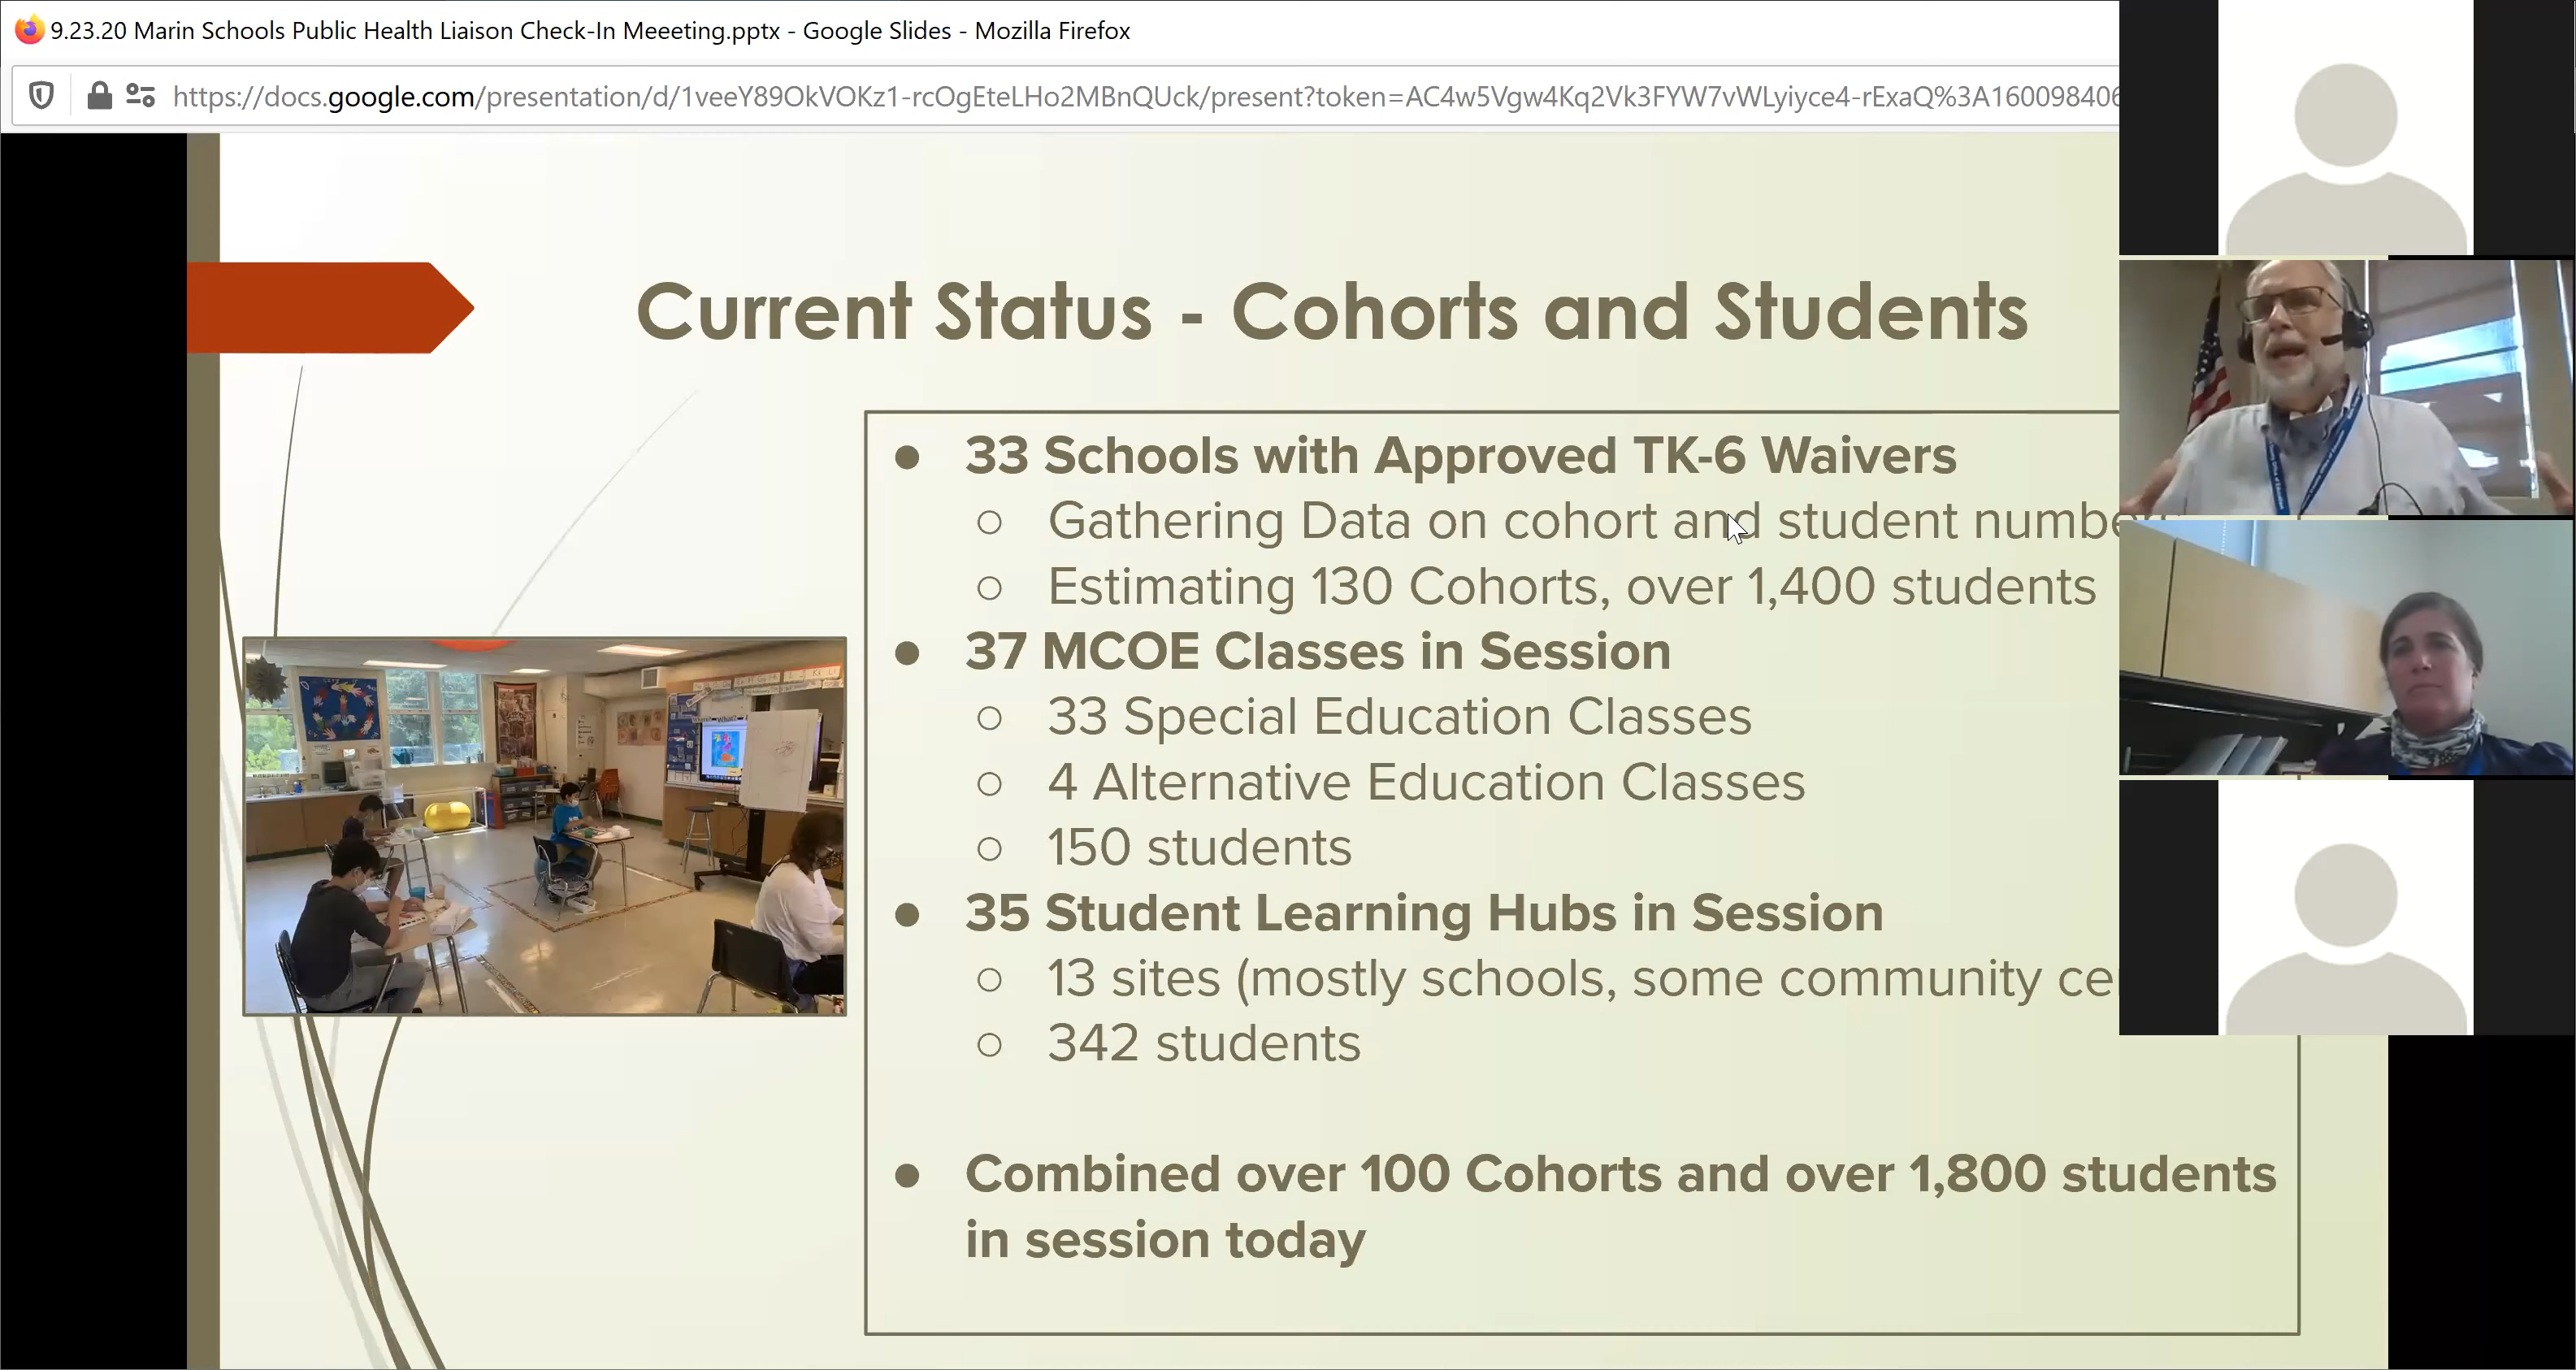 9.23.20 Marin Schools Public Health Liaison Check-In Meeeting.pptx - Google Slides - Mozilla Firefox
https://docs.google.com/presentation/d/1veeY89OkVOKz1-rcOgEteLHo2MBnQUck/present?token=AC4w5Vgw4Kq2Vk3FYW7vWLyiyce4-rExaQ%3A160098406
Current Status - Cohorts and Students
● 33 Schools with Approved TK-6 Waivers
○ Gathering Data on cohort and student numbe
○ Estimating 130 Cohorts, over 1,400 students
● 37 MCOE Classes in Session
○ 33 Special Education Classes
○ 4 Alternative Education Classes
○ 150 students
● 35 Student Learning Hubs in Session
○ 13 sites (mostly schools, some community ce
○ 342 students
● Combined over 100 Cohorts and over 1,800 students
in session today